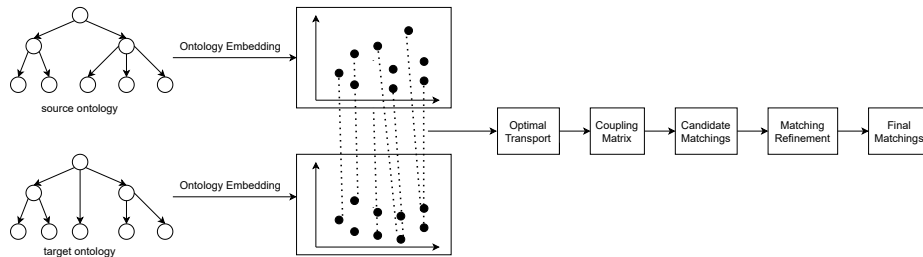 Ontology Embedding
source ontology
Optimal
Transport
Coupling
Matrix
Candidate
Matchings
Matching
Refinement
Final
Matchings
Ontology Embedding
target ontology